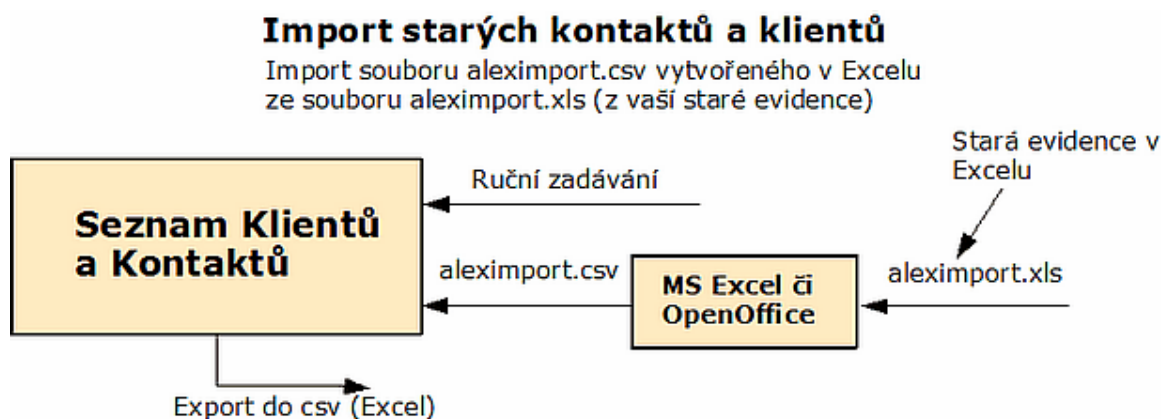 Import starých kontaktů a klientů
Import souboru aleximport.csv vytvořeného v Excelu
ze souboru aleximport.xls (z vaší staré evidence)
Stará evidence v
Excelu
Ruční zadávání
Seznam Klientů
a Kontaktů
aleximport.csv
MS Excel či
OpenOffice
aleximport.xls
Export do csv (Excel)